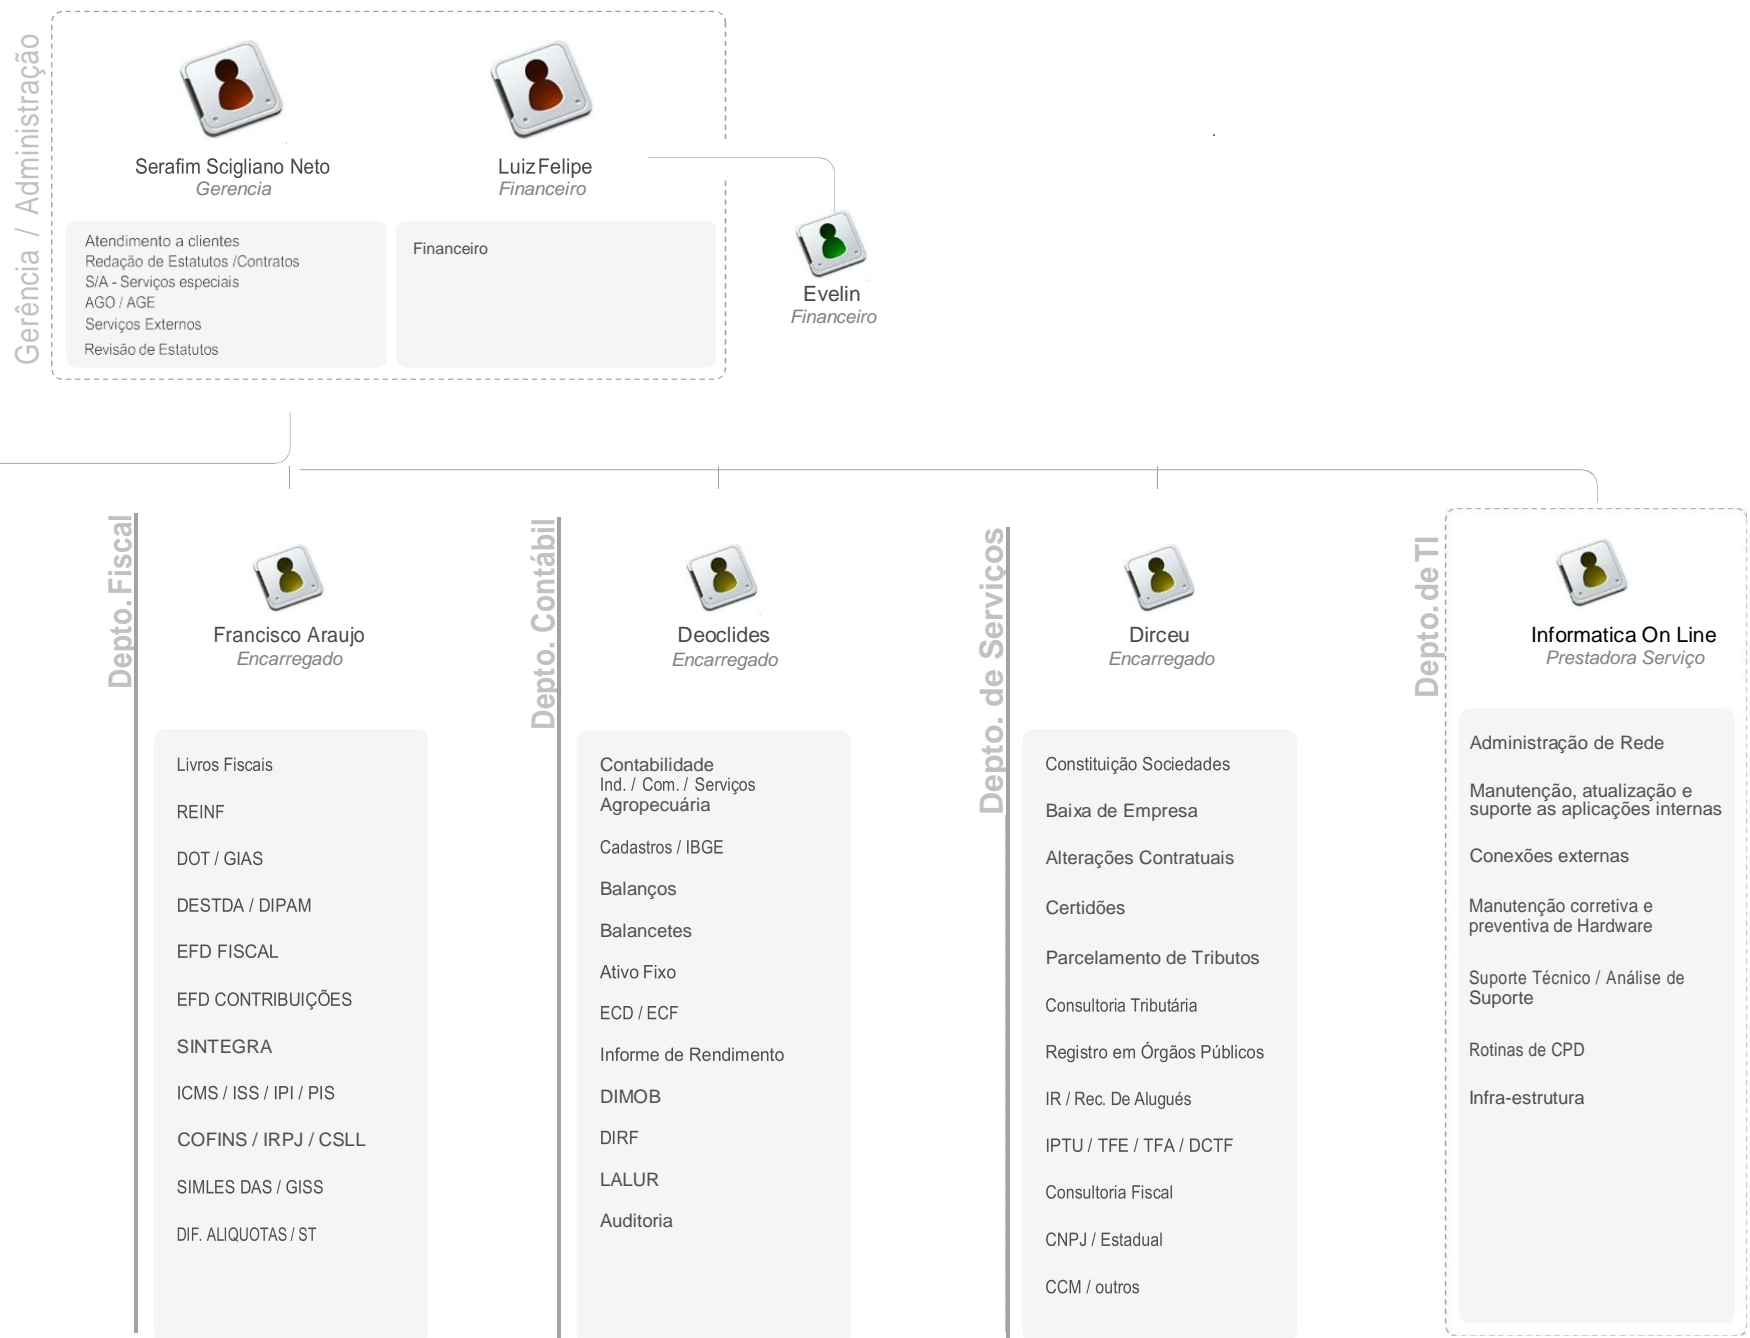 Gerência / Administração
Serafim Scigliano Neto
Gerencia
Atendimento a clientes
Redação de Estatutos /Contratos
S/A - Serviços especiais
AGO / AGE
Serviços Externos
Revisão de Estatutos
Luiz Felipe
Financeiro
Financeiro
Evelin
Financeiro
Depto. Fiscal
Francisco Araujo
Encarregado
Livros Fiscais
REINF
DOT / GIAS
DESTDA / DIPAM
EFD FISCAL
EFD CONTRIBUIÇÕES
SINTEGRA
ICMS / ISS / IPI / PIS
COFINS / IRPJ / CSLL
SIMLES DAS / GISS
DIF. ALIQUOTAS / ST
Depto. Contábil
Deoclides
Encarregado
Contabilidade
Ind. / Com. / Serviços
Agropecuária
Cadastros / IBGE
Balanços
Balancetes
Ativo Fixo
ECD / ECF
Informe de Rendimento
DIMOB
DIRF
LALUR
Auditoria
Depto. de Serviços
Dirceu
Encarregado
Constituição Sociedades
Baixa de Empresa
Alterações Contratuais
Certidões
Parcelamento de Tributos
Consultoria Tributária
Registro em Órgãos Públicos
IR / Rec. De Alugués
IPTU / TFE / TFA / DCTF
Consultoria Fiscal
CNPJ / Estadual
CCM / outros
Depto. de TI
Informatica On Line
Prestadora Serviço
Administração de Rede
Manutenção, atualização e
suporte as aplicações internas
Conexões externas
Manutenção corretiva e
preventiva de Hardware
Suporte Técnico / Análise de
Suporte
Rotinas de CPD
Infra-estrutura